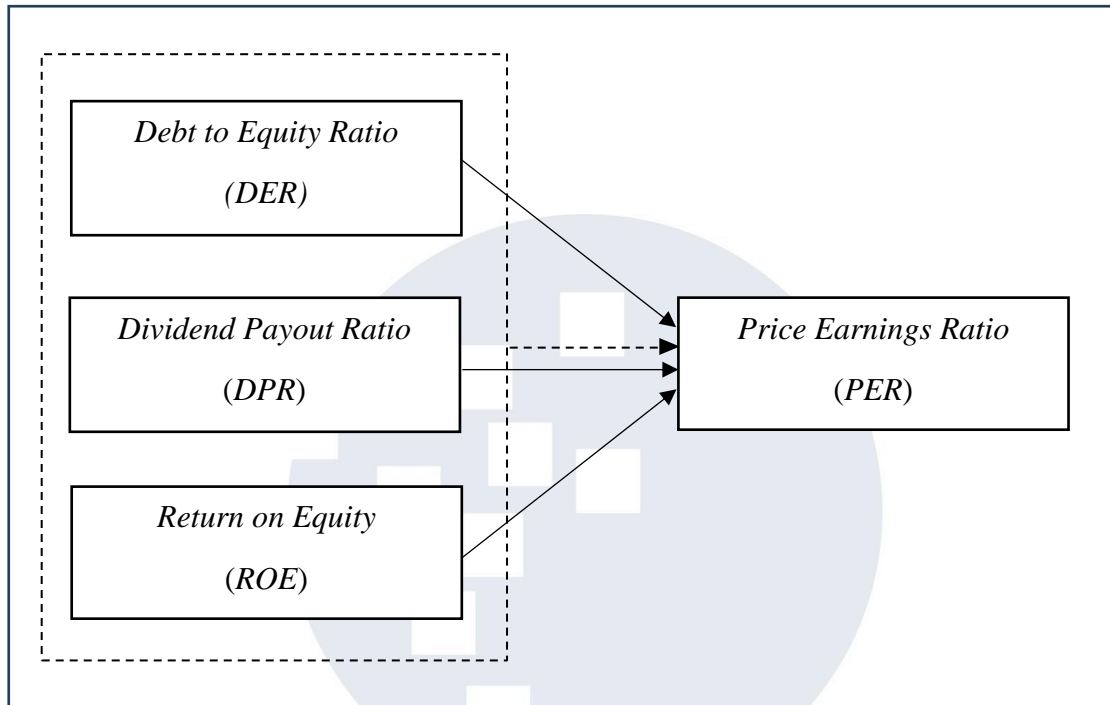 Debt to Equity Ratio
(DER)
Dividend Payout Ratio
(DPR)
Price Earnings Ratio
(PER)
Return on Equity
(ROE)